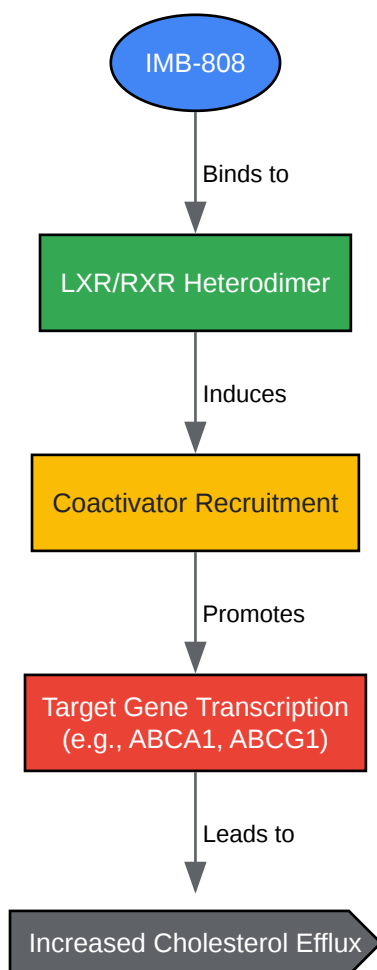 IMB-808
Binds to
LXR/RXR Heterodimer
Induces
Coactivator Recruitment
Promotes
Target Gene Transcription
(e.g., ABCA1, ABCG1)
Leads to
Increased Cholesterol Efflux